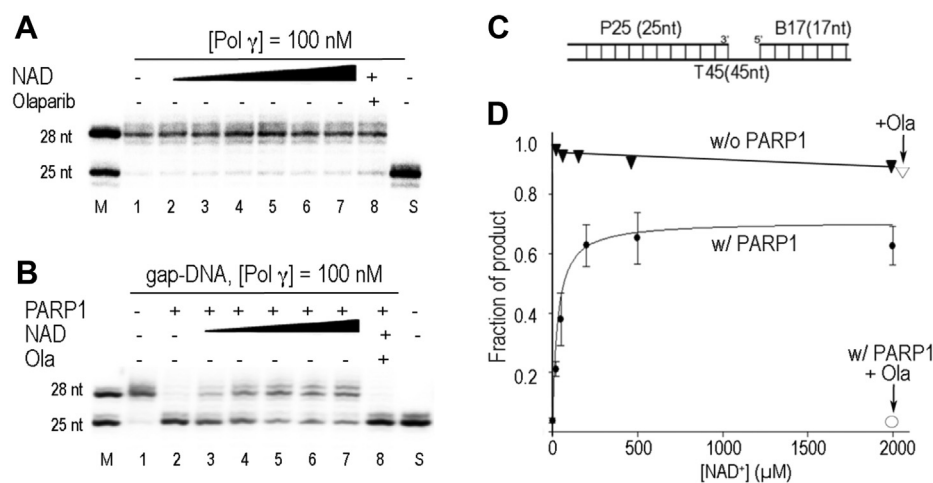 A
[Pol γ] = 100 nM
NAD - +
Olaparib - - - - - - - + -
28 nt
25 nt
M 1 2 3 4 5 6 7 8 S
B
gap-DNA, [Pol γ] = 100 nM
PARP1 - + + + + + + + -
NAD - - + -
Ola - - - - - - - + -
28 nt
25 nt
M 1 2 3 4 5 6 7 8 S
C
P25 (25nt) B17(17nt)
3' 5'
T45(45nt)
D
+Ola
w/o PARP1
w/ PARP1
w/ PARP1
+ Ola
Fraction of product
1.0
0.8
0.6
0.4
0.2
0 500 1000 1500 2000
[NAD⁺] (µM)